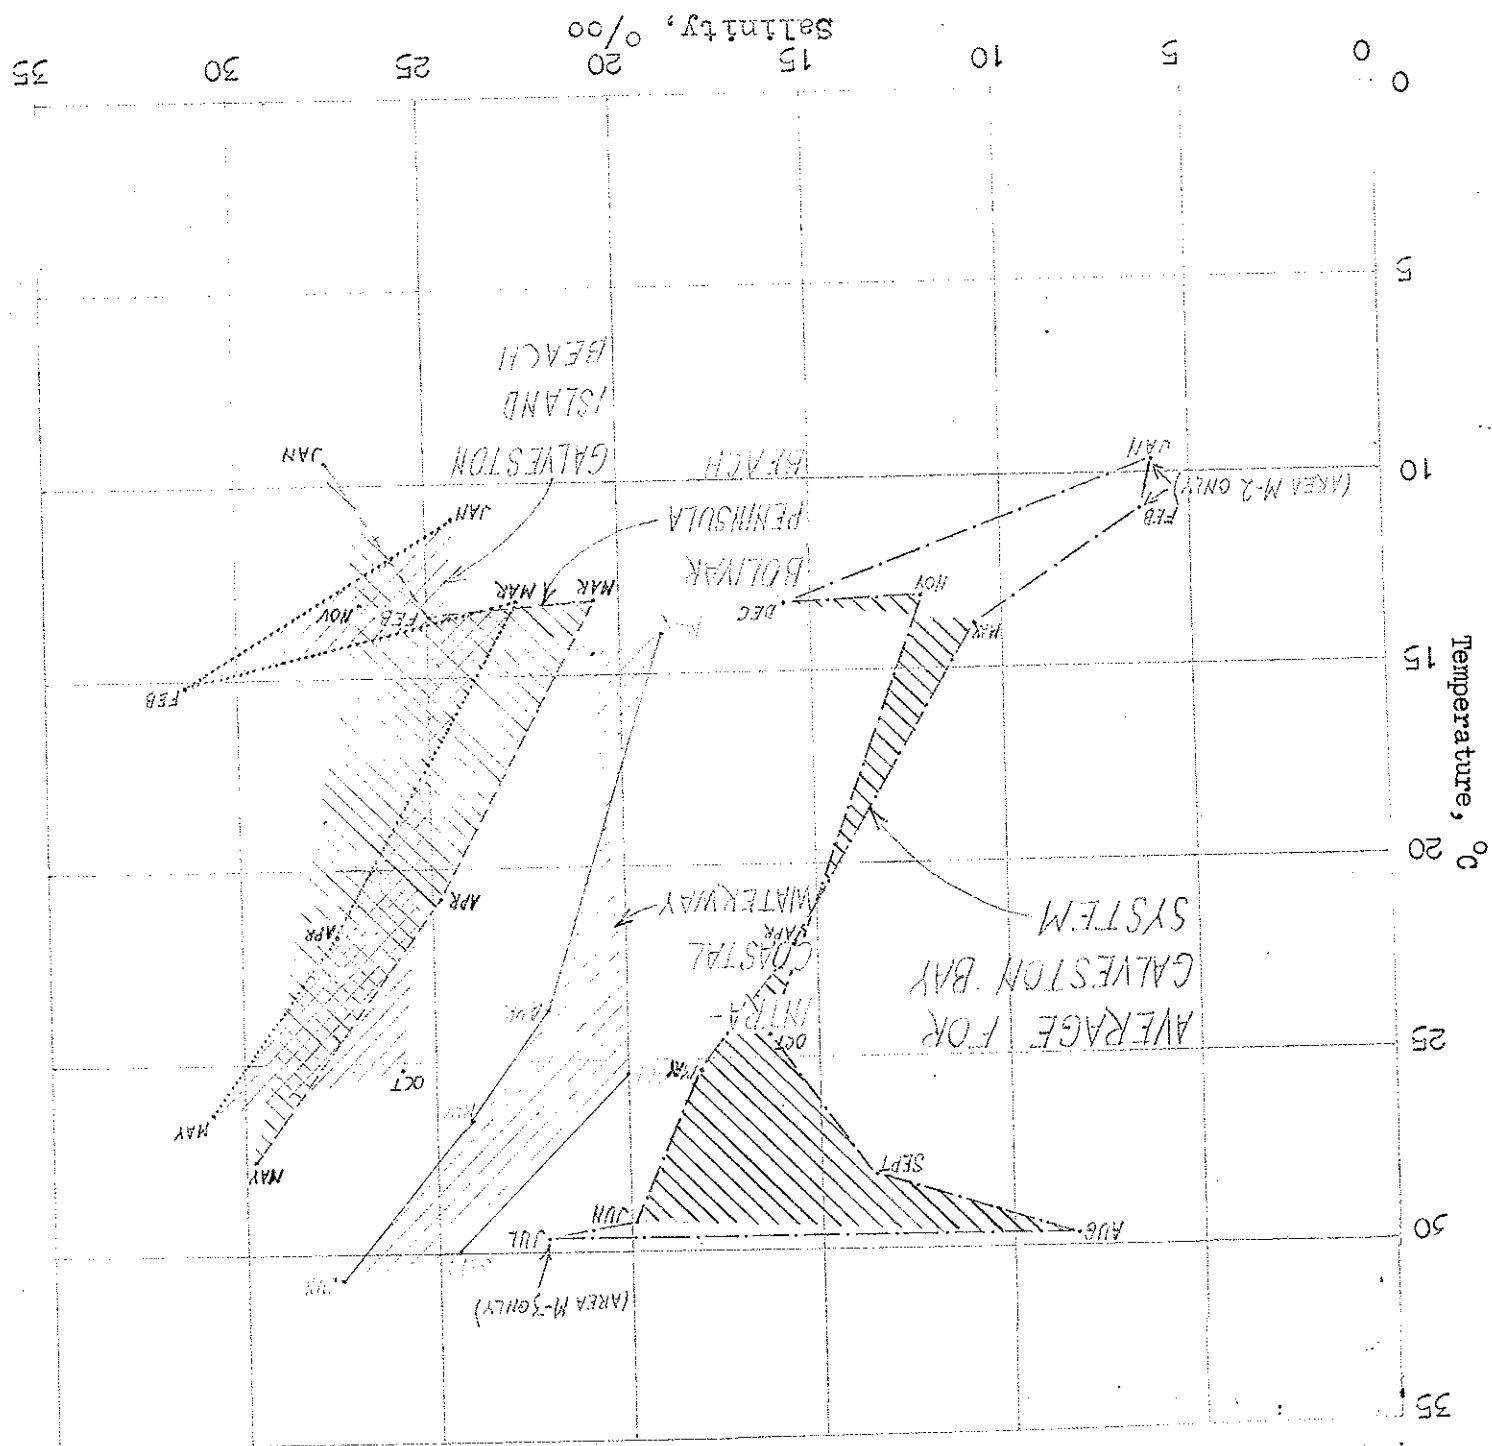 35
(AREA M-3 ONLY)
30
AUG
JUL
JUN
JUN
SEPT
MAY
MAY
MAY
OCT
MAY
25
OCT
AVERAGE FOR
GALVESTON BAY
SYSTEM
INTRA-
COASTAL
WATERWAY
APR
APR
APR
Temperature, °C
20
15
FEB
MAR
DEC
NOV
MAR
MAR
FEB
NOV
BOLIVAR
PENINSULA
BEACH
JAN
FEB
(AREA M-2 ONLY)
10
JAN
JAN
GALVESTON
ISLAND
BEACH
5
0
0
5
10
15
20
25
30
35
Salinity, o/oo